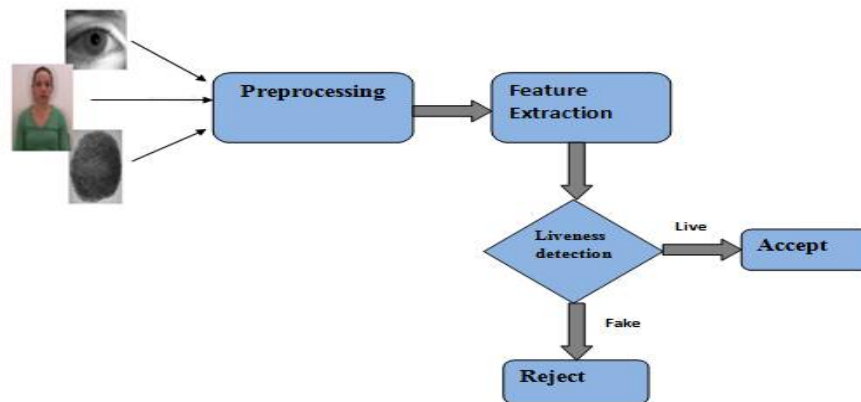 Preprocessing
Feature
Extraction
Liveness
detection
Live
Accept
Fake
Reject